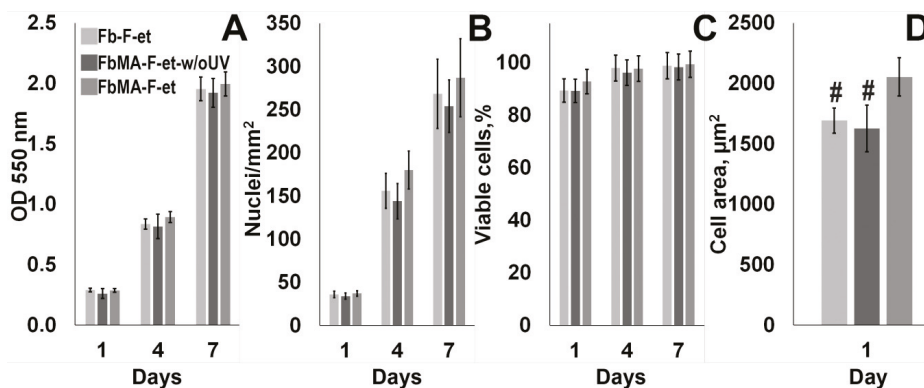 A
OD 550 nm
2.5
2.0
1.5
1.0
0.5
0.0
Fb-F-et
FbMA-F-et-w/oUV
FbMA-F-et
1 4 7
Days
B
Nuclei/mm²
350
300
250
200
150
100
50
0
1 4 7
Days
C
Viable cells,%
100
80
60
40
20
0
1 4 7
Days
D
Cell area, µm²
2500
2000
1500
1000
500
0
# #
1
Day